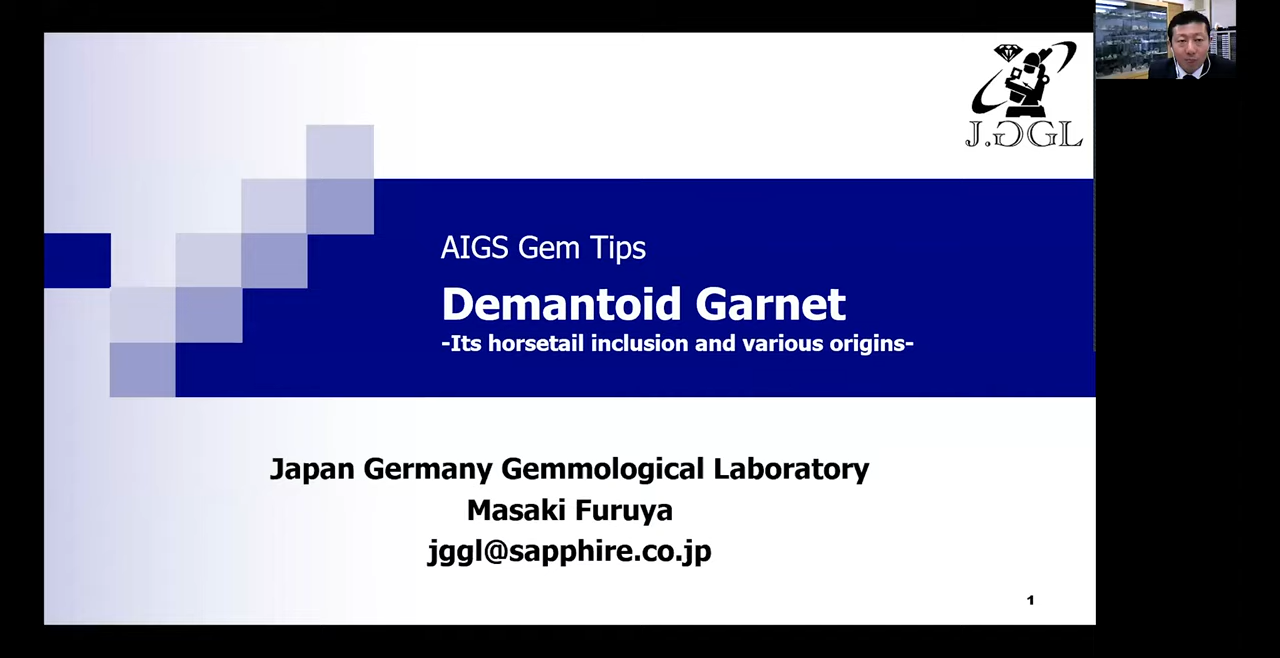 J.GGL
AIGS Gem Tips
Demantoid Garnet
-Its horsetail inclusion and various origins-
Japan Germany Gemmological Laboratory
Masaki Furuya
jggl@sapphire.co.jp
1